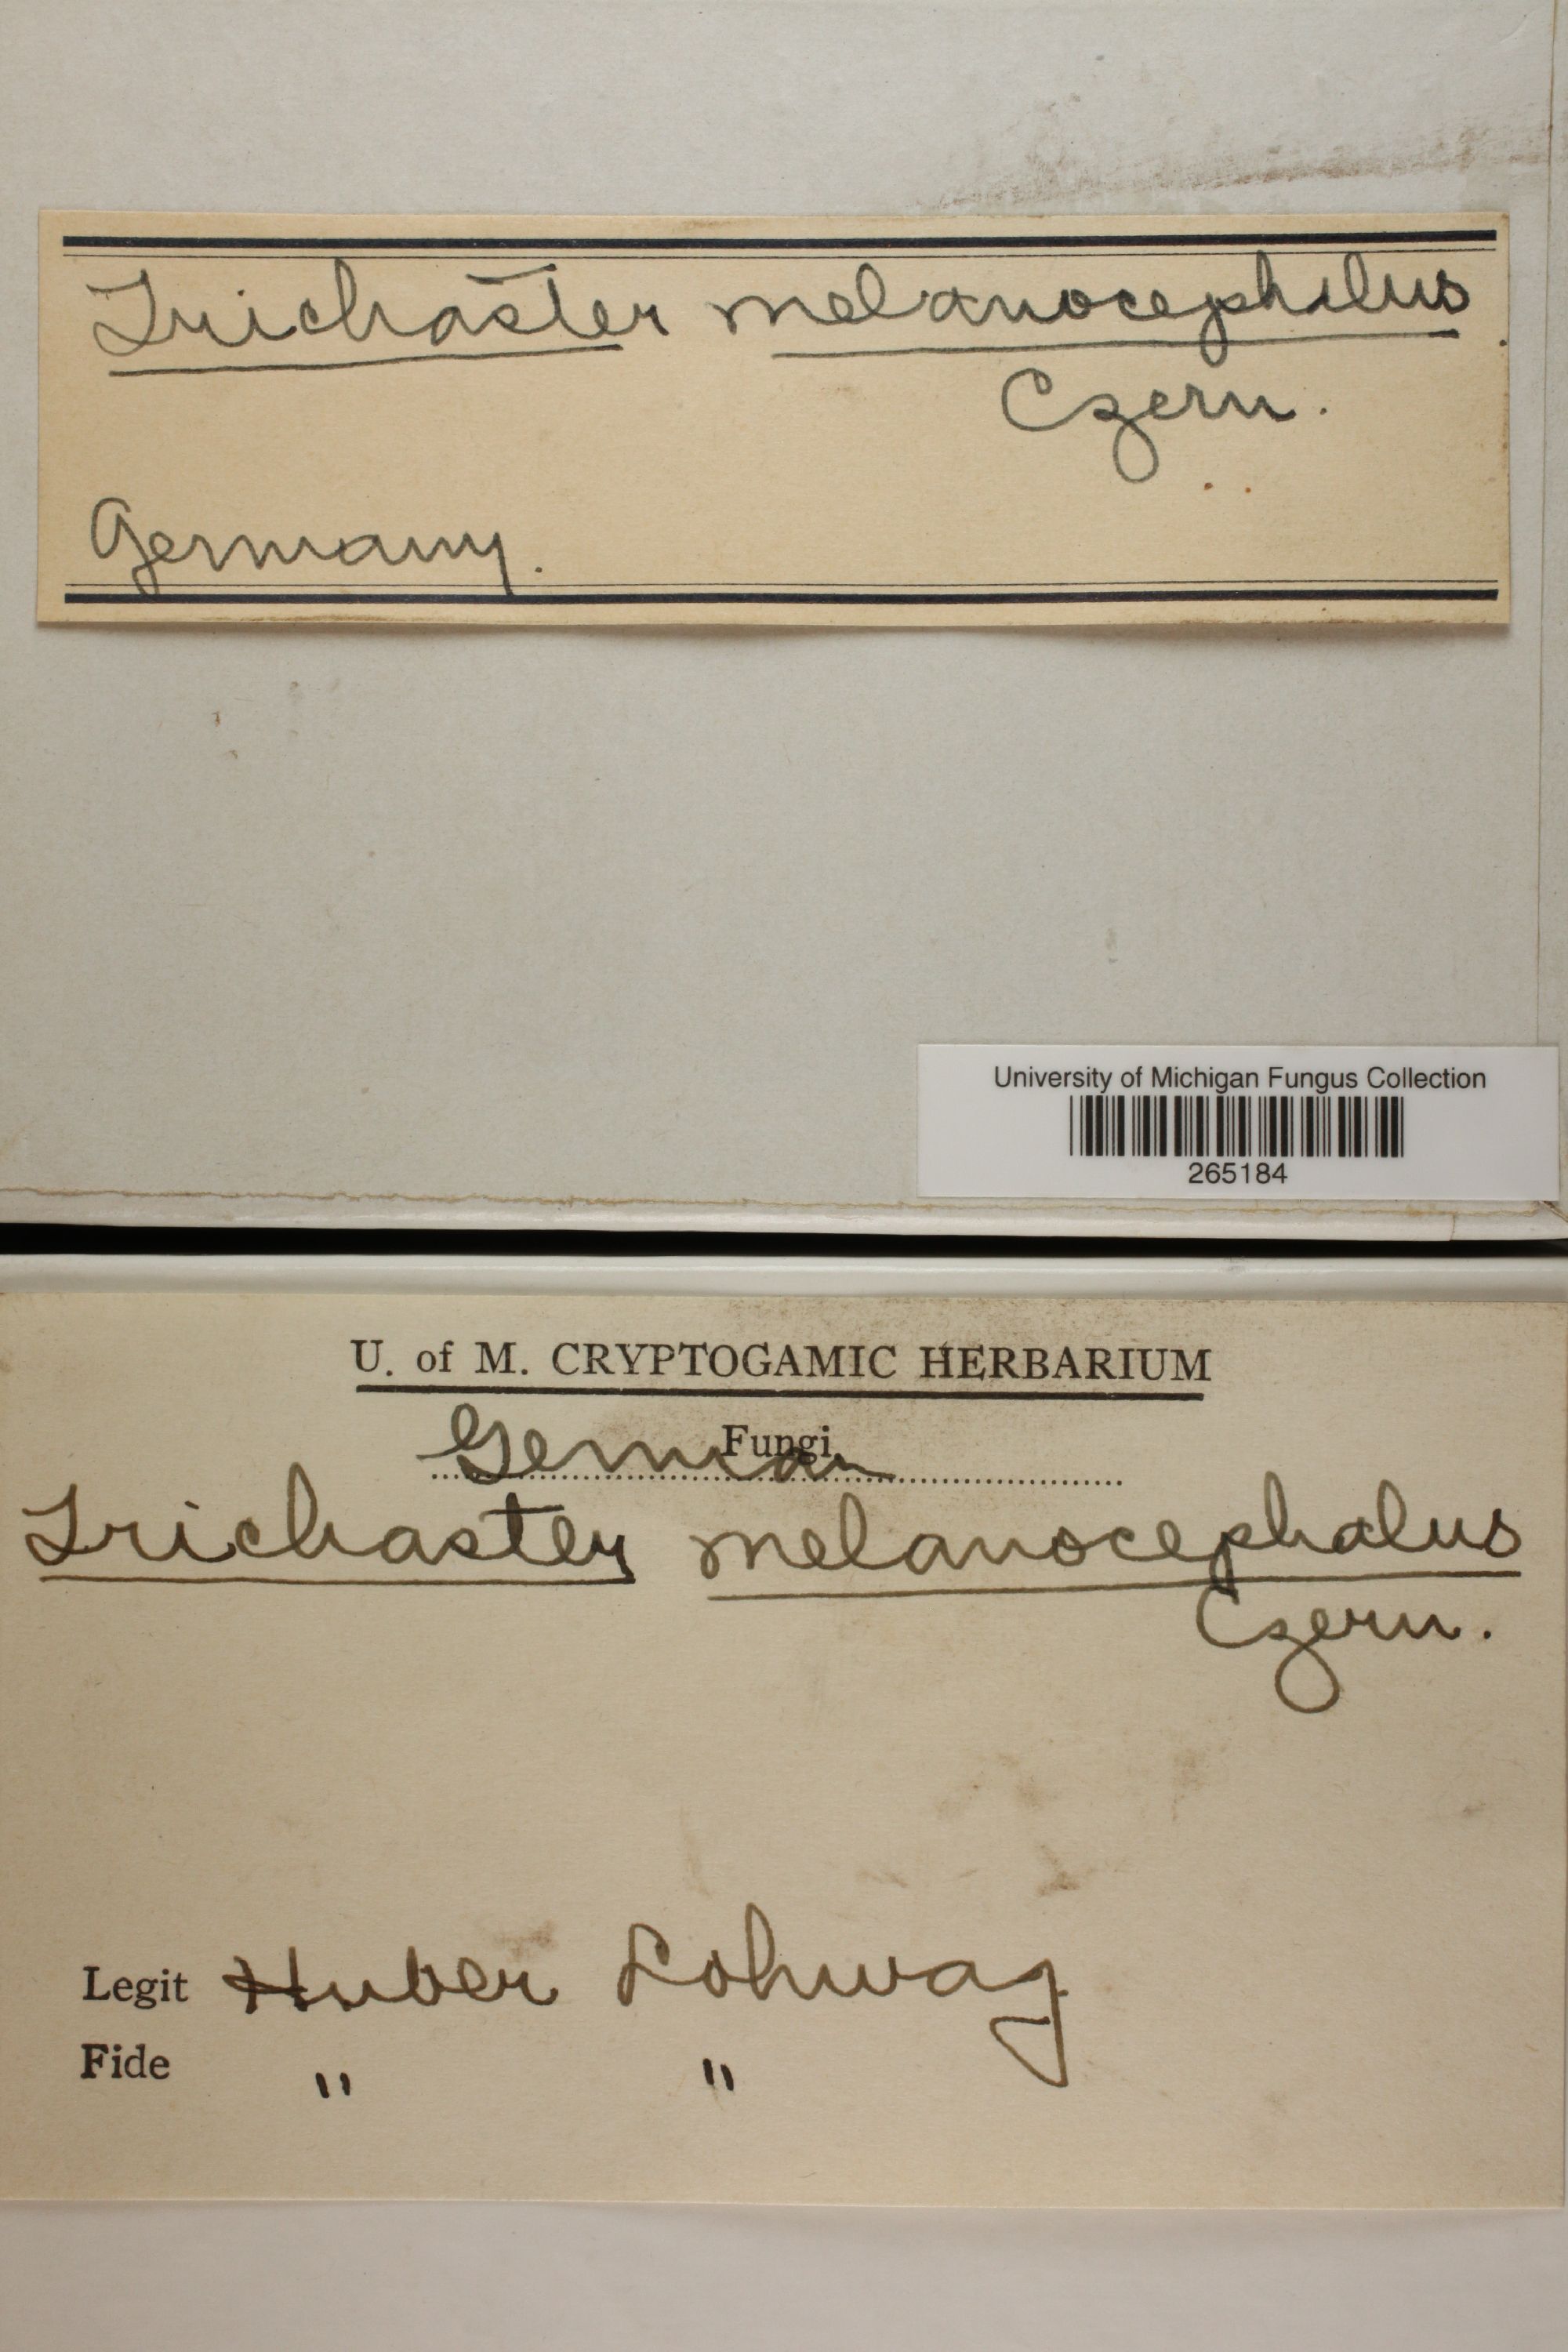 Trichaster melanocephalus
Czern.
Germany.
University of Michigan Fungus Collection
265184
U. of M. CRYPTOGAMIC HERBARIUM
Fungi
German
Trichaster melanocephalus
Czern.
Legit Huber Lohwag
Fide " "